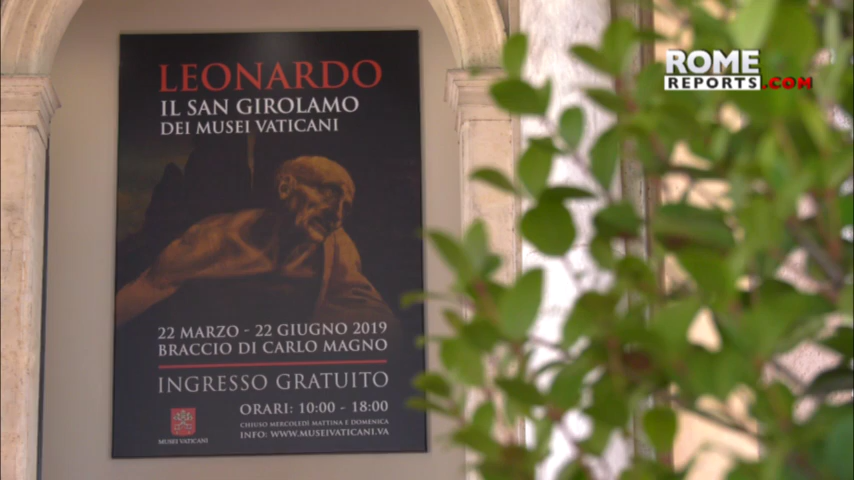 LEONARDO
IL SAN GIROLAMO
DEI MUSEI VATICANI
22 MARZO - 22 GIUGNO 2019
BRACCIO DI CARLO MAGNO
INGRESSO GRATUITO
ORARI: 10:00 - 18:00
CHIUSO MERCOLEDÌ MATTINA E DOMENICA
INFO: WWW.MUSEIVATICANI.VA
MUSEI VATICANI
ROME
REPORTS.COM